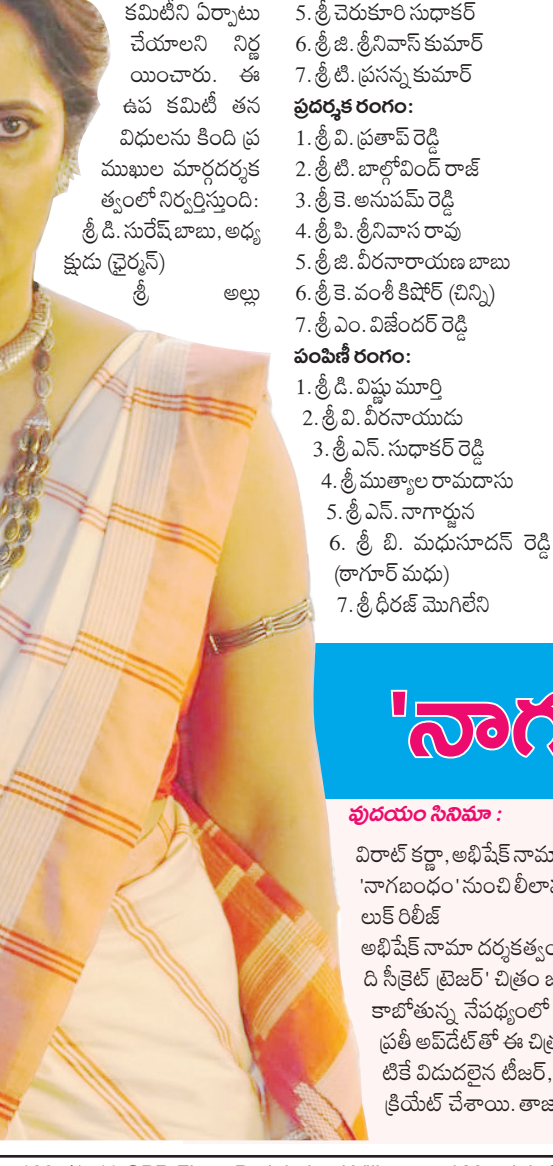 కమిటీని ఏర్పాటు
చేయాలని నిర్ణ
యించారు. ఈ
ఉప కమిటీ తన
విధులను కింది ప్ర
ముఖుల మార్గదర్శక
త్వంలో నిర్వర్తిస్తుంది:
శ్రీ డి. సురేష్ బాబు, అధ్య
క్షుడు (ఛైర్మన్)
శ్రీ అల్లు
5. శ్రీ చెరుకూరి సుధాకర్
6. శ్రీ జి. శ్రీనివాస్ కుమార్
7. శ్రీ టి. ప్రసన్న కుమార్
ప్రదర్శక రంగం:
1. శ్రీ వి. ప్రతాప్ రెడ్డి
2. శ్రీ టి. బాల్గోవింద్ రాజ్
3. శ్రీ కె. అనుపమ్ రెడ్డి
4. శ్రీ పి. శ్రీనివాస రావు
5. శ్రీ జి. వీరనారాయణ బాబు
6. శ్రీ కె. వంశీ కిషోర్ (చిన్ని)
7. శ్రీ ఎం. విజేందర్ రెడ్డి
పంపిణీ రంగం:
1. శ్రీ డి. విష్ణు మూర్తి
2. శ్రీ వి. వీరనాయుడు
3. శ్రీ ఎన్. సుధాకర్ రెడ్డి
4. శ్రీ ముత్యాల రామదాసు
5. శ్రీ ఎన్. నాగార్జున
6. శ్రీ బి. మధుసూదన్ రెడ్డి
(ఠాగూర్ మధు)
7. శ్రీ ధీరజ్ మొగిలేని
'నాగ
వుదయం సినిమా :
విరాట్ కర్ణా, అభిషేక్ నామా
'నాగబంధం' నుంచి
లుక్ రిలీజ్
అభిషేక్ నామా దర్శకత్వం
ది సీక్రెట్ ట్రెజర్' చిత్రం
కాబోతున్న నేపథ్యంలో
ప్రతీ అప్‌డేట్‌తో ఈ చిత్ర
టికే విడుదలైన టీజర్,
క్రియేట్ చేశాయి. తాజ